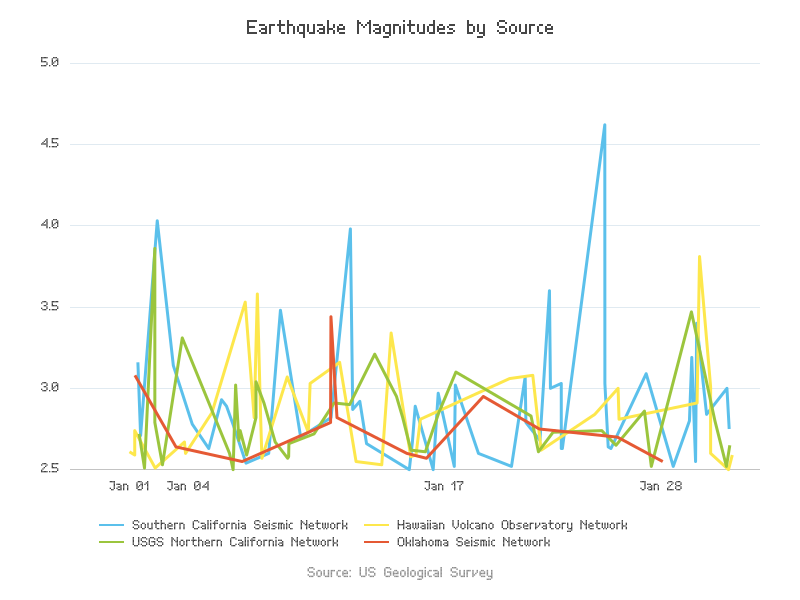 Earthquake Magnitudes by Source
5.0
4.5
4.0
3.5
3.0
2.5
Jan 01 Jan 04 Jan 17 Jan 28
Southern California Seismic Network Hawaiian Volcano Observatory Network
USGS Northern California Network Oklahoma Seismic Network
Source: US Geological Survey